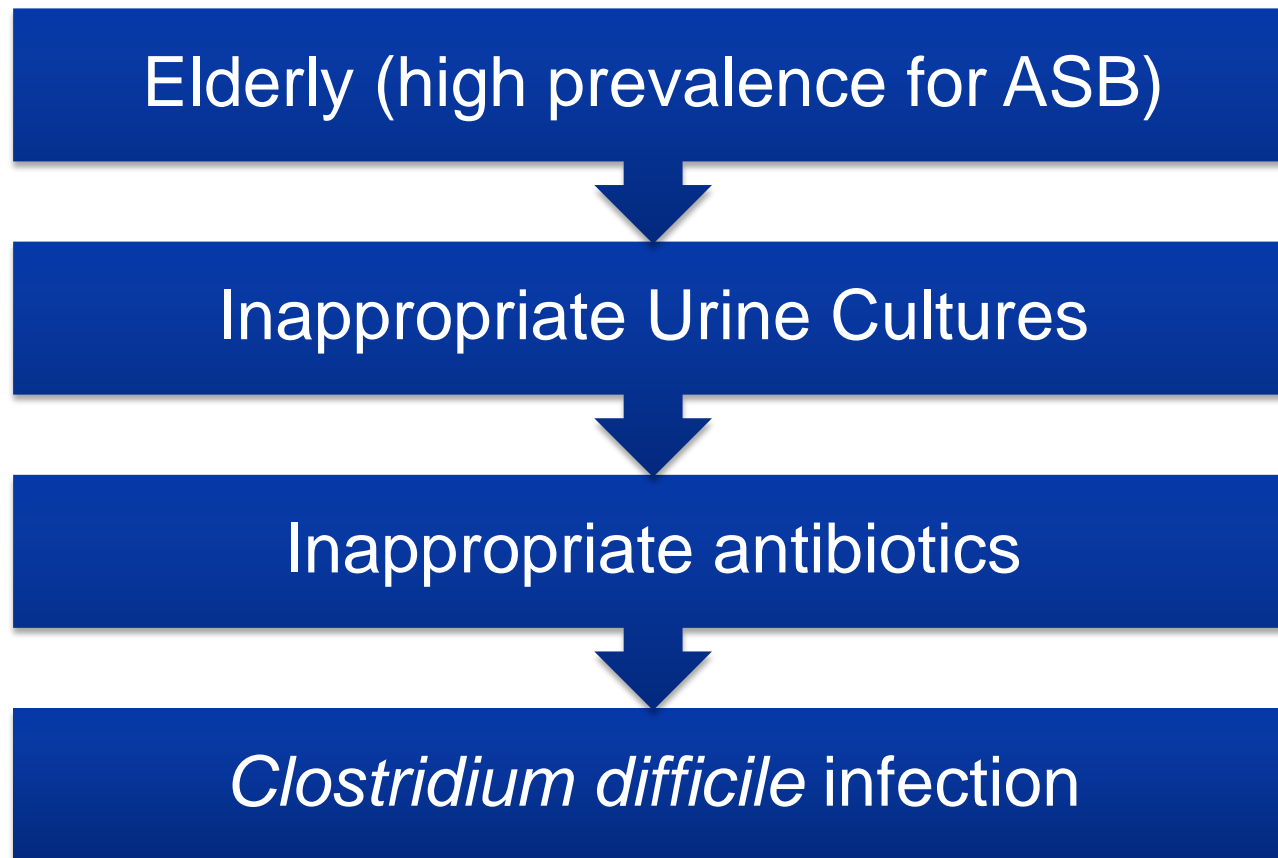 Elderly (high prevalence for ASB)
Inappropriate Urine Cultures
Inappropriate antibiotics
Clostridium difficile infection